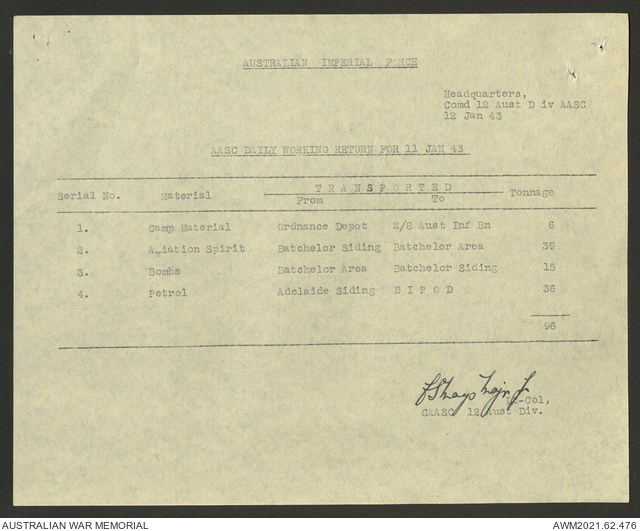 AUSTRALIAN IMPERIAL FORCE
Headquarters,
Comd 12 Aust D iv AASC
12 Jan 43
AASC DAILY WORKING RETURN FOR 11 JAN 43
Serial No. Material TRANSPORTED From To Tonnage
1. Camp Material Ordnance Depot 2/8 Aust Inf Bn 6
2. Aviation Spirit Batchelor Siding Batchelor Area 39
3. Bombs Batchelor Area Batchelor Siding 15
4. Petrol Adelaide Siding B I P O D 36
96
Lt-Col,
CAASC 12 Aust Div.
AUSTRALIAN WAR MEMORIAL
AWM2021.62.476